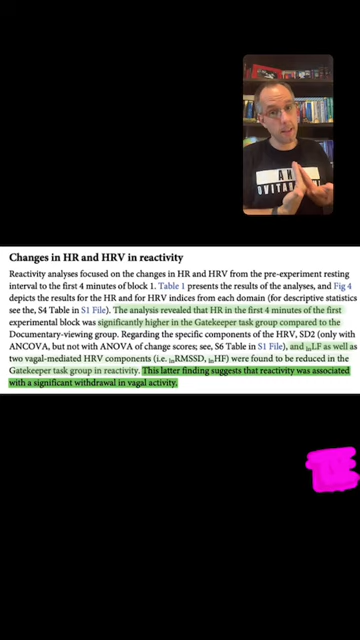 AN
Changes in HR and HRV in reactivity
Reactivity analyses focused on the changes in HR and HRV from the pre-experiment resting
interval to the first 4 minutes of block 1. Table 1 presents the results of the analyses, and Fig 4
depicts the results for the HR and for HRV indices from each domain (for descriptive statistics
see the, S4 Table in S1 File). The analysis revealed that HR in the first 4 minutes of the first
experimental block was significantly higher in the Gatekeeper task group compared to the
Documentary-viewing group. Regarding the specific components of the HRV, SD2 (only with
ANCOVA, but not with ANOVA of change scores; see, S6 Table in S1 File), and lnLF as well as
two vagal-mediated HRV components (i.e. lnRMSSD, lnHF) were found to be reduced in the
Gatekeeper task group in reactivity. This latter finding suggests that reactivity was associated
with a significant withdrawal in vagal activity.